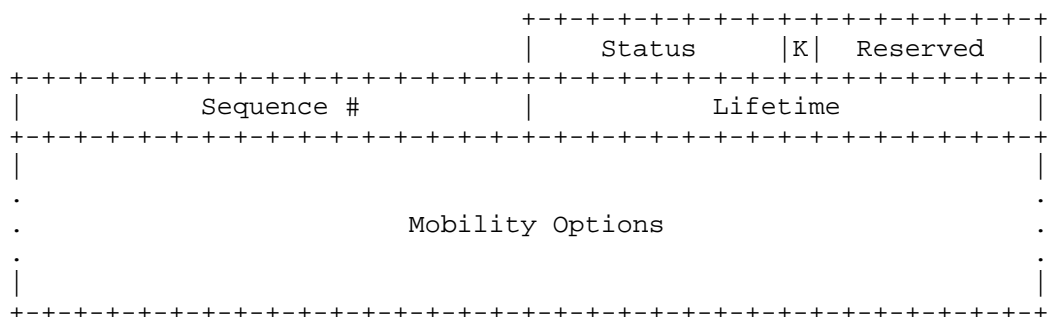 +-+-+-+-+-+-+-+-+-+-+-+-+-+-+-+-+
                                |    Status     |K|  Reserved   |
+-+-+-+-+-+-+-+-+-+-+-+-+-+-+-+-+-+-+-+-+-+-+-+-+-+-+-+-+-+-+-+-+
|           Sequence #          |           Lifetime            |
+-+-+-+-+-+-+-+-+-+-+-+-+-+-+-+-+-+-+-+-+-+-+-+-+-+-+-+-+-+-+-+-+
|                                                               |
.                                                               .
.                        Mobility Options                       .
.                                                               .
|                                                               |
+-+-+-+-+-+-+-+-+-+-+-+-+-+-+-+-+-+-+-+-+-+-+-+-+-+-+-+-+-+-+-+-+